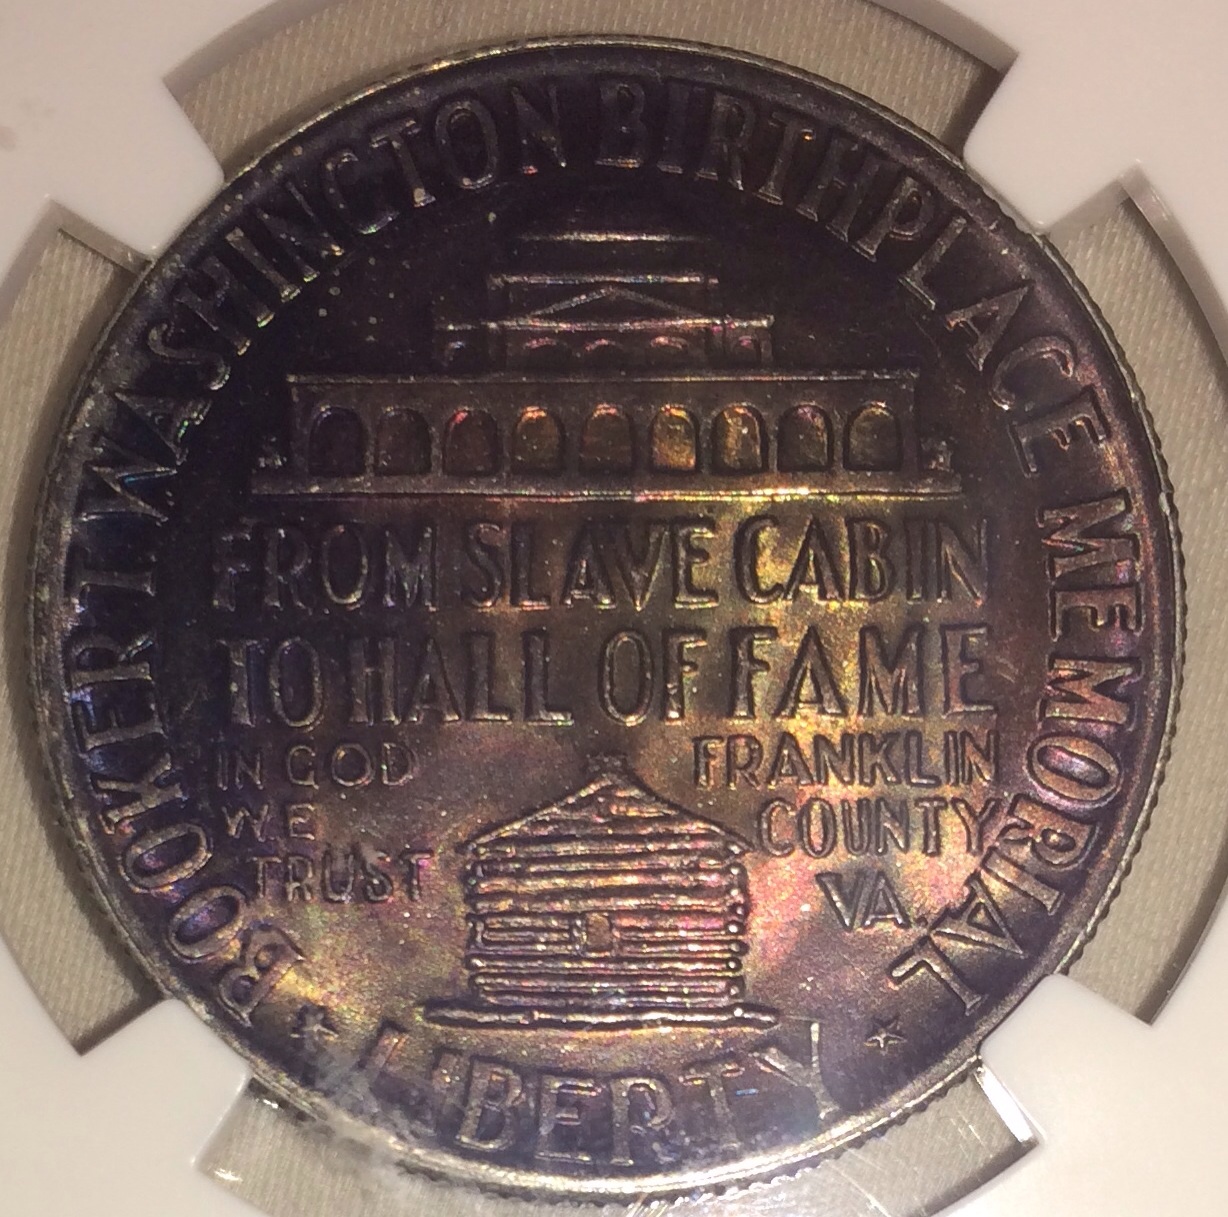 BOOKER T. WASHINGTON BIRTHPLACE MEMORIAL
FROM SLAVE CABIN
TO HALL OF FAME
IN GOD
WE
TRUST
FRANKLIN
COUNTY
VA.
LIBERTY